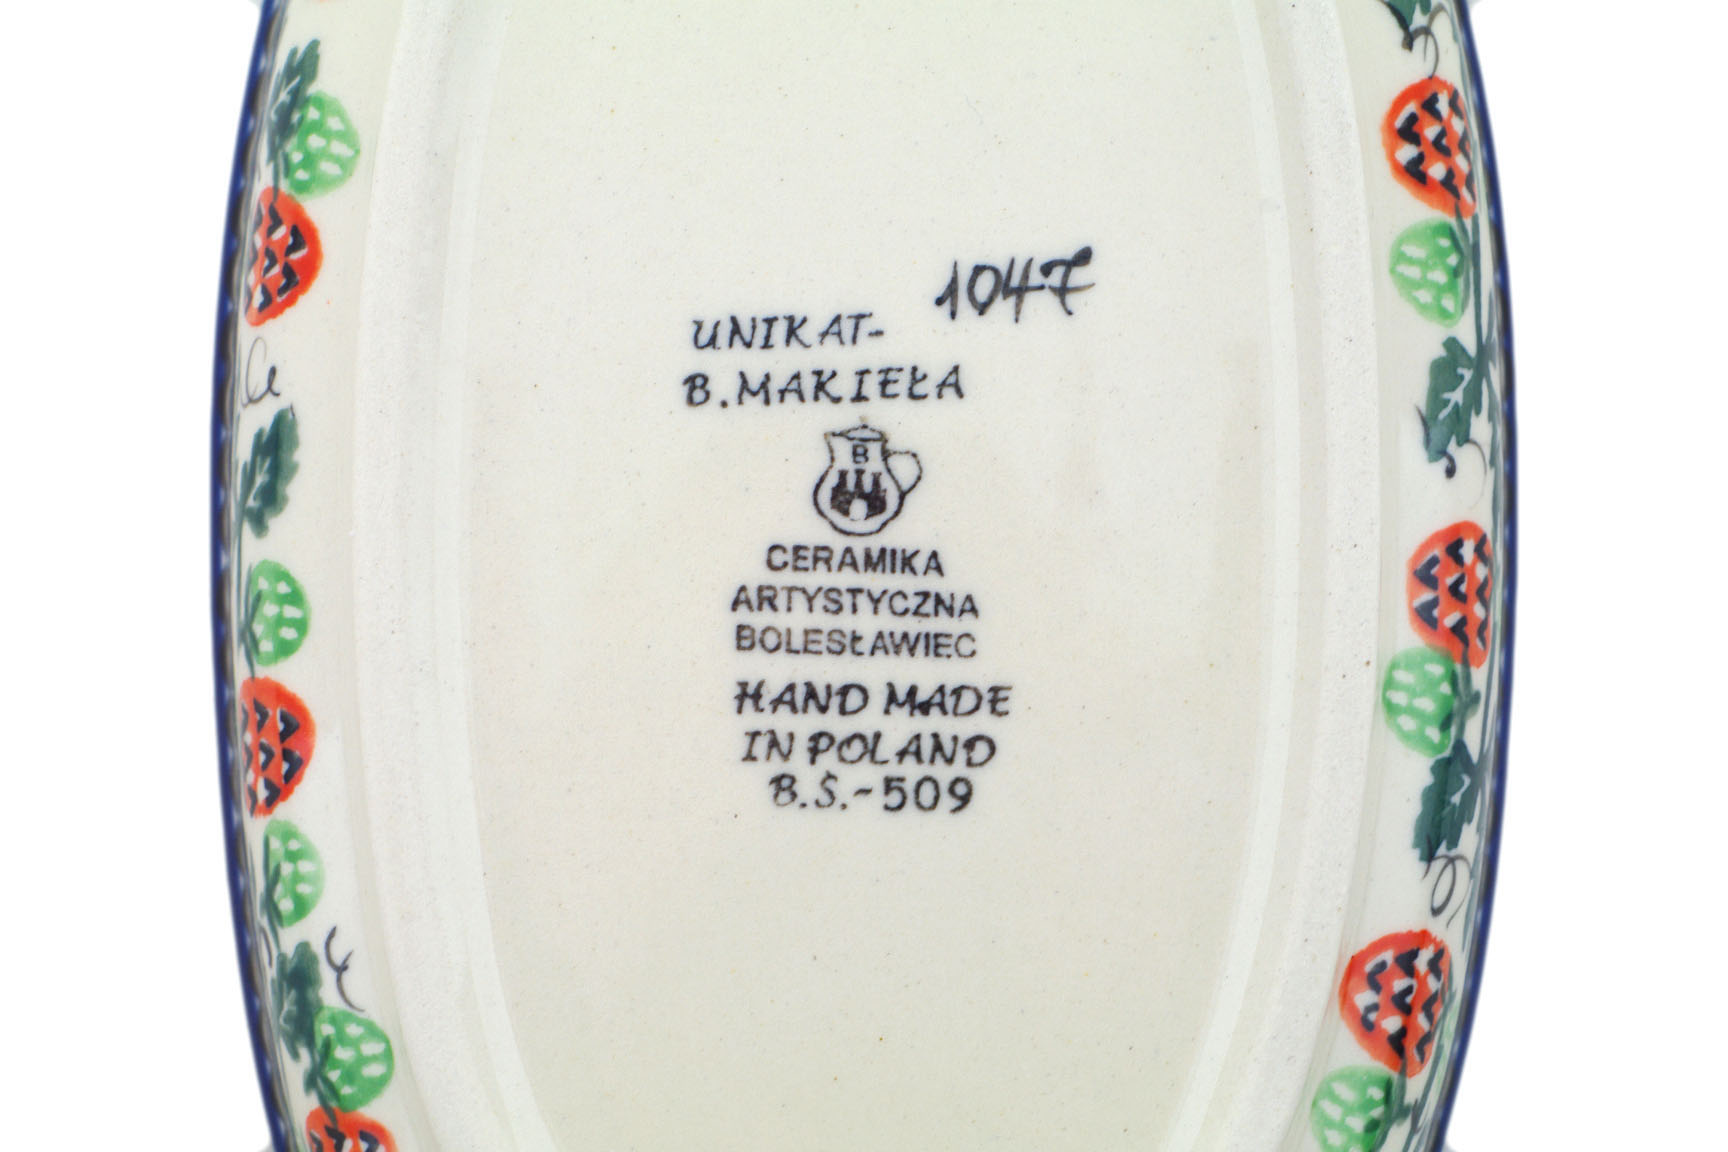 1047
UNIKAT-
B. MAKIEŁA
B
CERAMIKA
ARTYSTYCZNA
BOLESŁAWIEC
HAND MADE
IN POLAND
B.Ś.-509